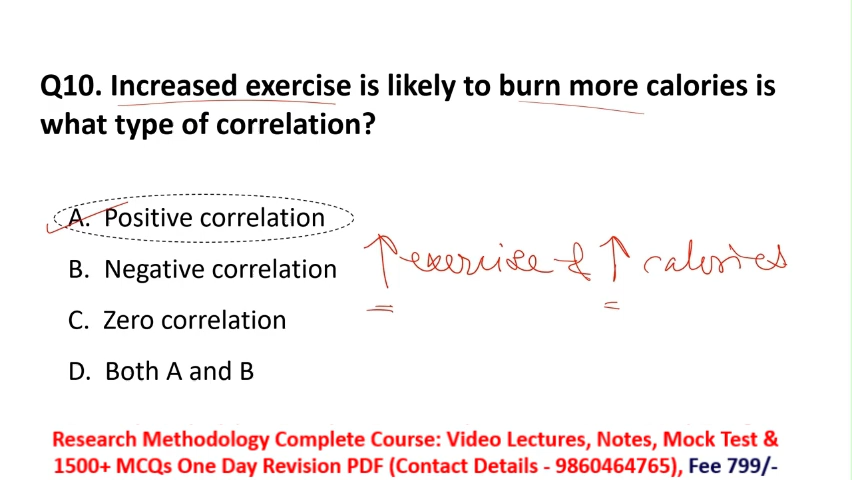 Q10. Increased exercise is likely to burn more calories is
what type of correlation?
A. Positive correlation
B. Negative correlation
↑ exercise & ↑ calories
C. Zero correlation
D. Both A and B
Research Methodology Complete Course: Video Lectures, Notes, Mock Test &
1500+ MCQs One Day Revision PDF (Contact Details - 9860464765), Fee 799/-